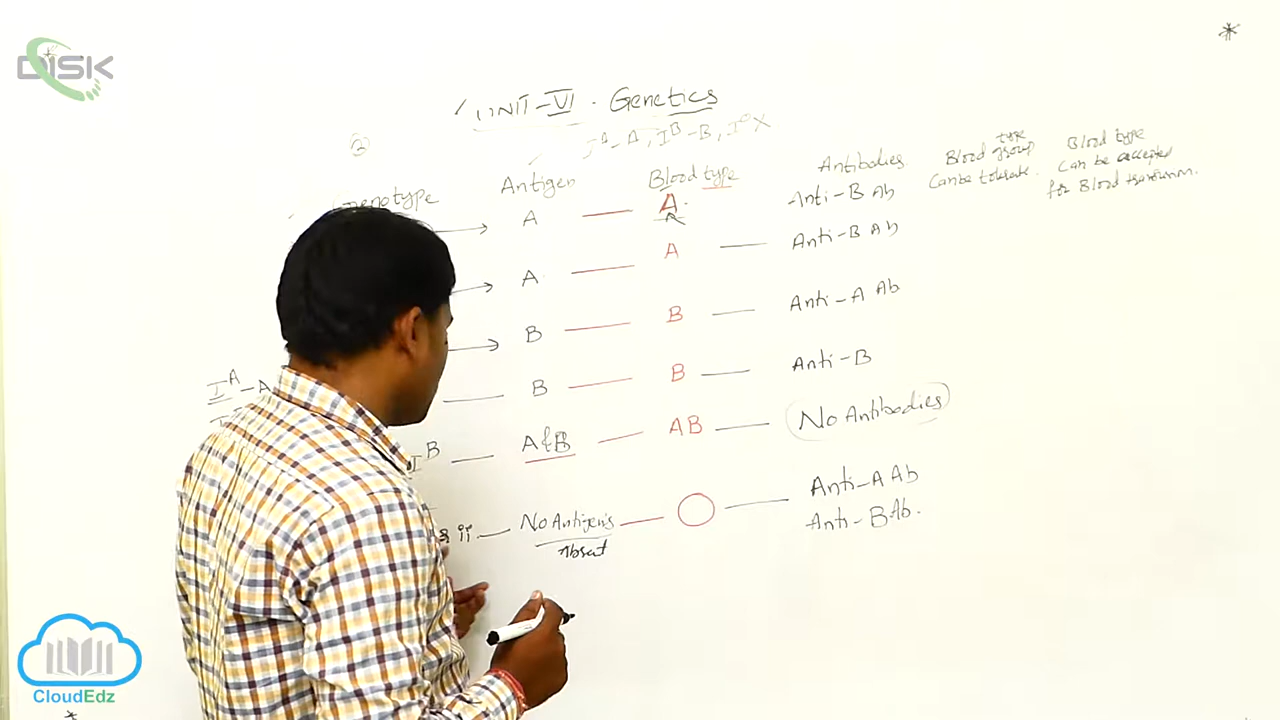 DISK
UNIT-VI . Genetics
I^A - A, I^B - B, I^O X
②
Antigen Blood type Antibodies Blood group type Can be tolerate. Blood type Can be accepted for Blood
A — A. Anti-B Ab
A — A — Anti-B Ab
B — B — Anti-A Ab
B — B — Anti-B
I^A - A
I^B — A & B — AB — No Antibodies
ii — No Antigens — O — Anti-A Ab
Absent Anti-B Ab.
CloudEdz